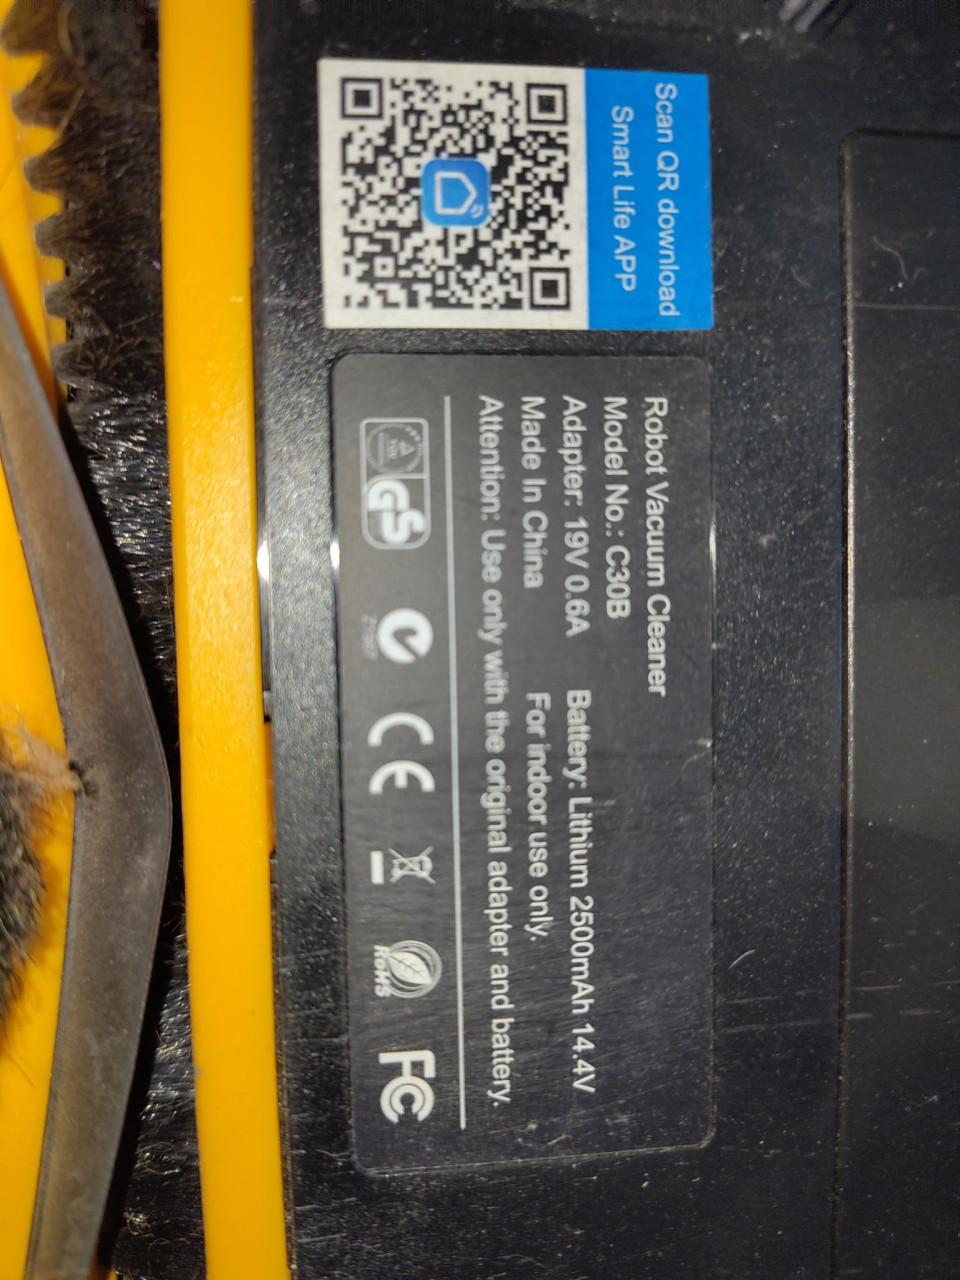 Scan QR download
Smart Life APP
Robot Vacuum Cleaner
Model No.: C30B
Adapter: 19V 0.6A Battery: Lithium 2500mAh 14.4V
Made In China For indoor use only.
Attention: Use only with the original adapter and battery.
GS CE RoHS FC